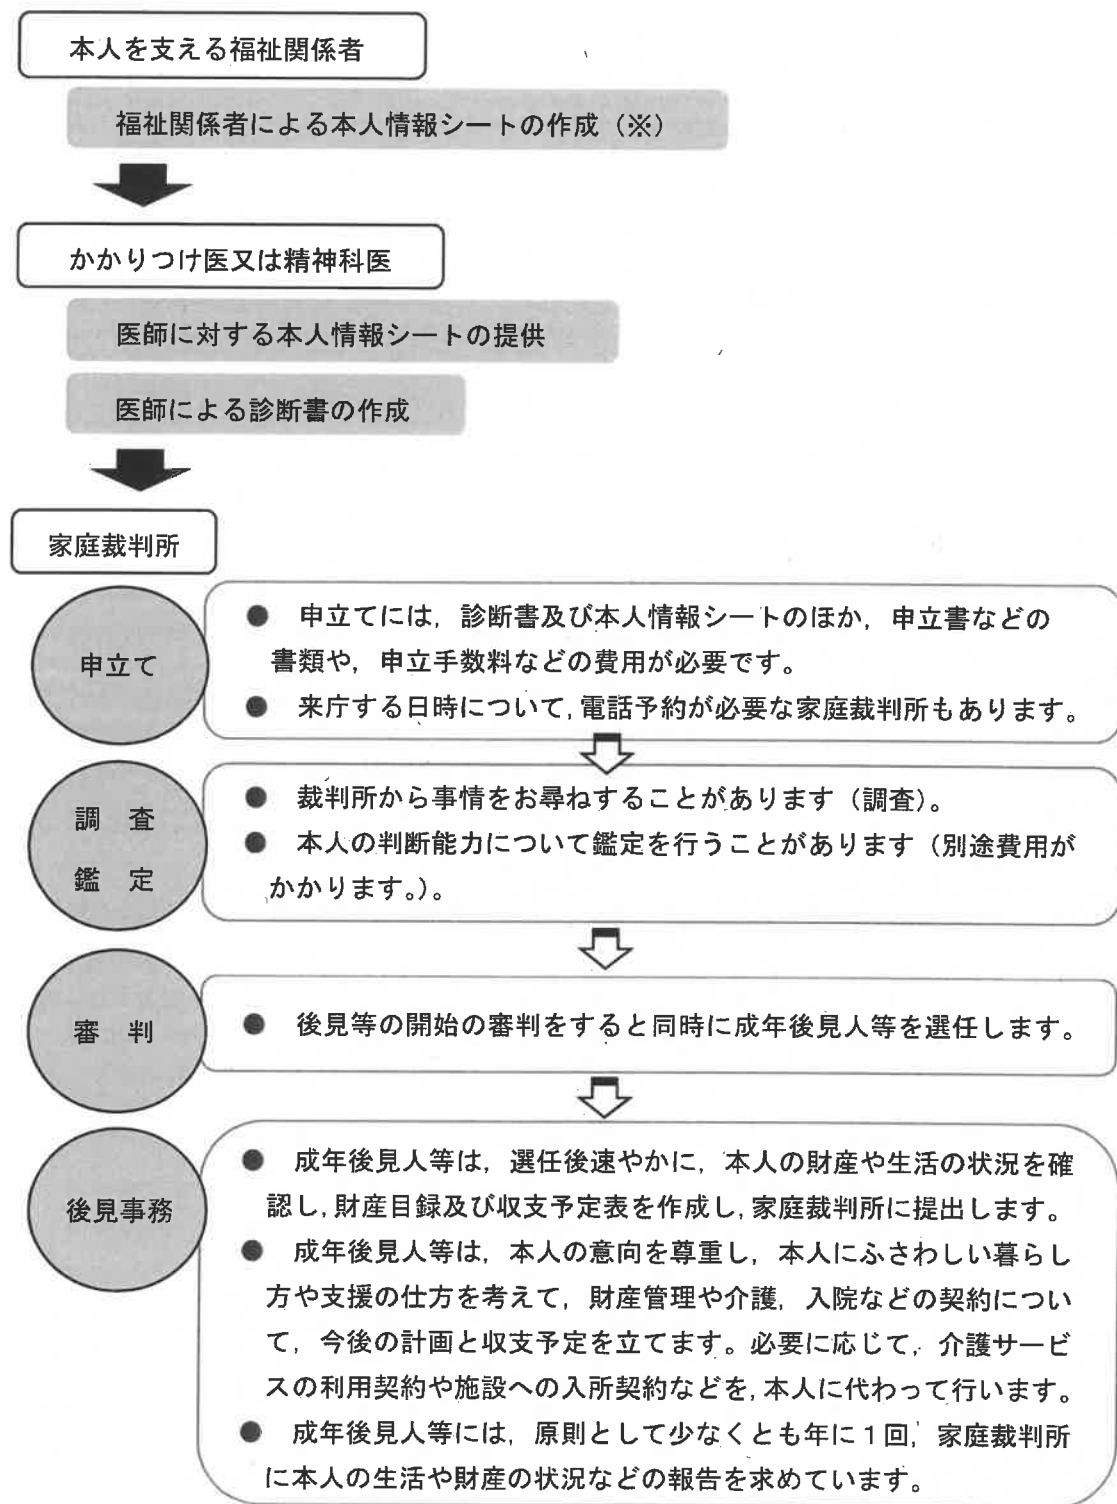 本人を支える福祉関係者
福祉関係者による本人情報シートの作成（※）
かかりつけ医又は精神科医
医師に対する本人情報シートの提供
医師による診断書の作成
家庭裁判所
申立て
● 申立てには，診断書及び本人情報シートのほか，申立書などの
書類や，申立手数料などの費用が必要です。
● 来庁する日時について，電話予約が必要な家庭裁判所もあります。
調　査
鑑　定
● 裁判所から事情をお尋ねすることがあります（調査）。
● 本人の判断能力について鑑定を行うことがあります（別途費用が
かかります。）。
審　判
● 後見等の開始の審判をすると同時に成年後見人等を選任します。
後見事務
● 成年後見人等は，選任後速やかに，本人の財産や生活の状況を確
認し，財産目録及び収支予定表を作成し，家庭裁判所に提出します。
● 成年後見人等は，本人の意向を尊重し，本人にふさわしい暮らし
方や支援の仕方を考えて，財産管理や介護，入院などの契約につい
て，今後の計画と収支予定を立てます。必要に応じて，介護サービ
スの利用契約や施設への入所契約などを，本人に代わって行います。
● 成年後見人等には，原則として少なくとも年に１回，家庭裁判所
に本人の生活や財産の状況などの報告を求めています。